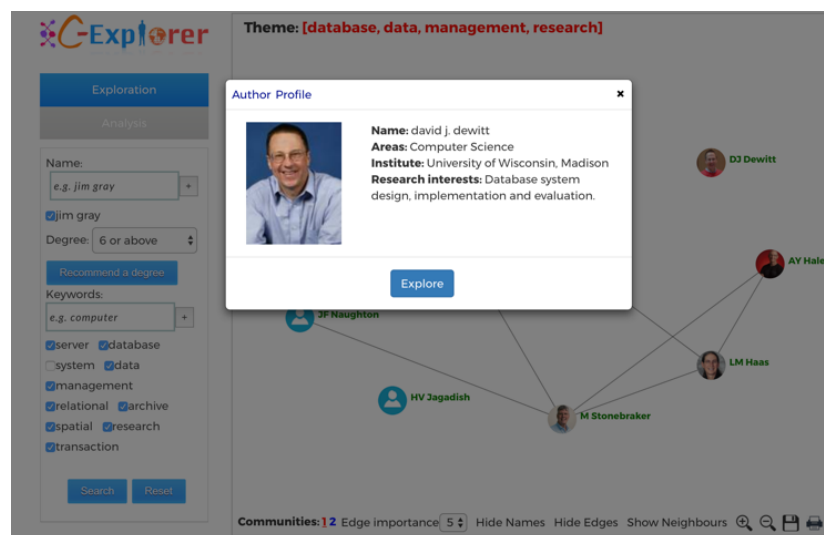 C-Explorer
Exploration
Analysis
Name:
e.g. jim gray +
jim gray
Degree: 6 or above
Recommend a degree
Keywords:
e.g. computer +
server database
system data
management
relational archive
spatial research
transaction
Search Reset
Theme: [database, data, management, research]
Author Profile ×
Name: david j. dewitt
Areas: Computer Science
Institute: University of Wisconsin, Madison
Research interests: Database system
design, implementation and evaluation.
Explore
DJ Dewitt
AY Hale
JF Naughton
LM Haas
HV Jagadish
M Stonebraker
Communities: 1 2 Edge importance 5 Hide Names Hide Edges Show Neighbours